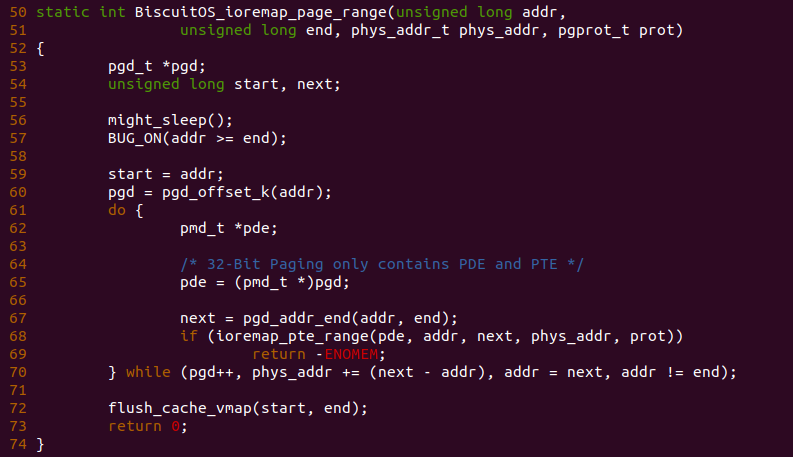 50 static int BiscuitOS_ioremap_page_range(unsigned long addr,
51                 unsigned long end, phys_addr_t phys_addr, pgprot_t prot)
52 {
53         pgd_t *pgd;
54         unsigned long start, next;
55
56         might_sleep();
57         BUG_ON(addr >= end);
58
59         start = addr;
60         pgd = pgd_offset_k(addr);
61         do {
62                 pmd_t *pde;
63
64                 /* 32-Bit Paging only contains PDE and PTE */
65                 pde = (pmd_t *)pgd;
66
67                 next = pgd_addr_end(addr, end);
68                 if (ioremap_pte_range(pde, addr, next, phys_addr, prot))
69                         return -ENOMEM;
70         } while (pgd++, phys_addr += (next - addr), addr = next, addr != end);
71
72         flush_cache_vmap(start, end);
73         return 0;
74 }